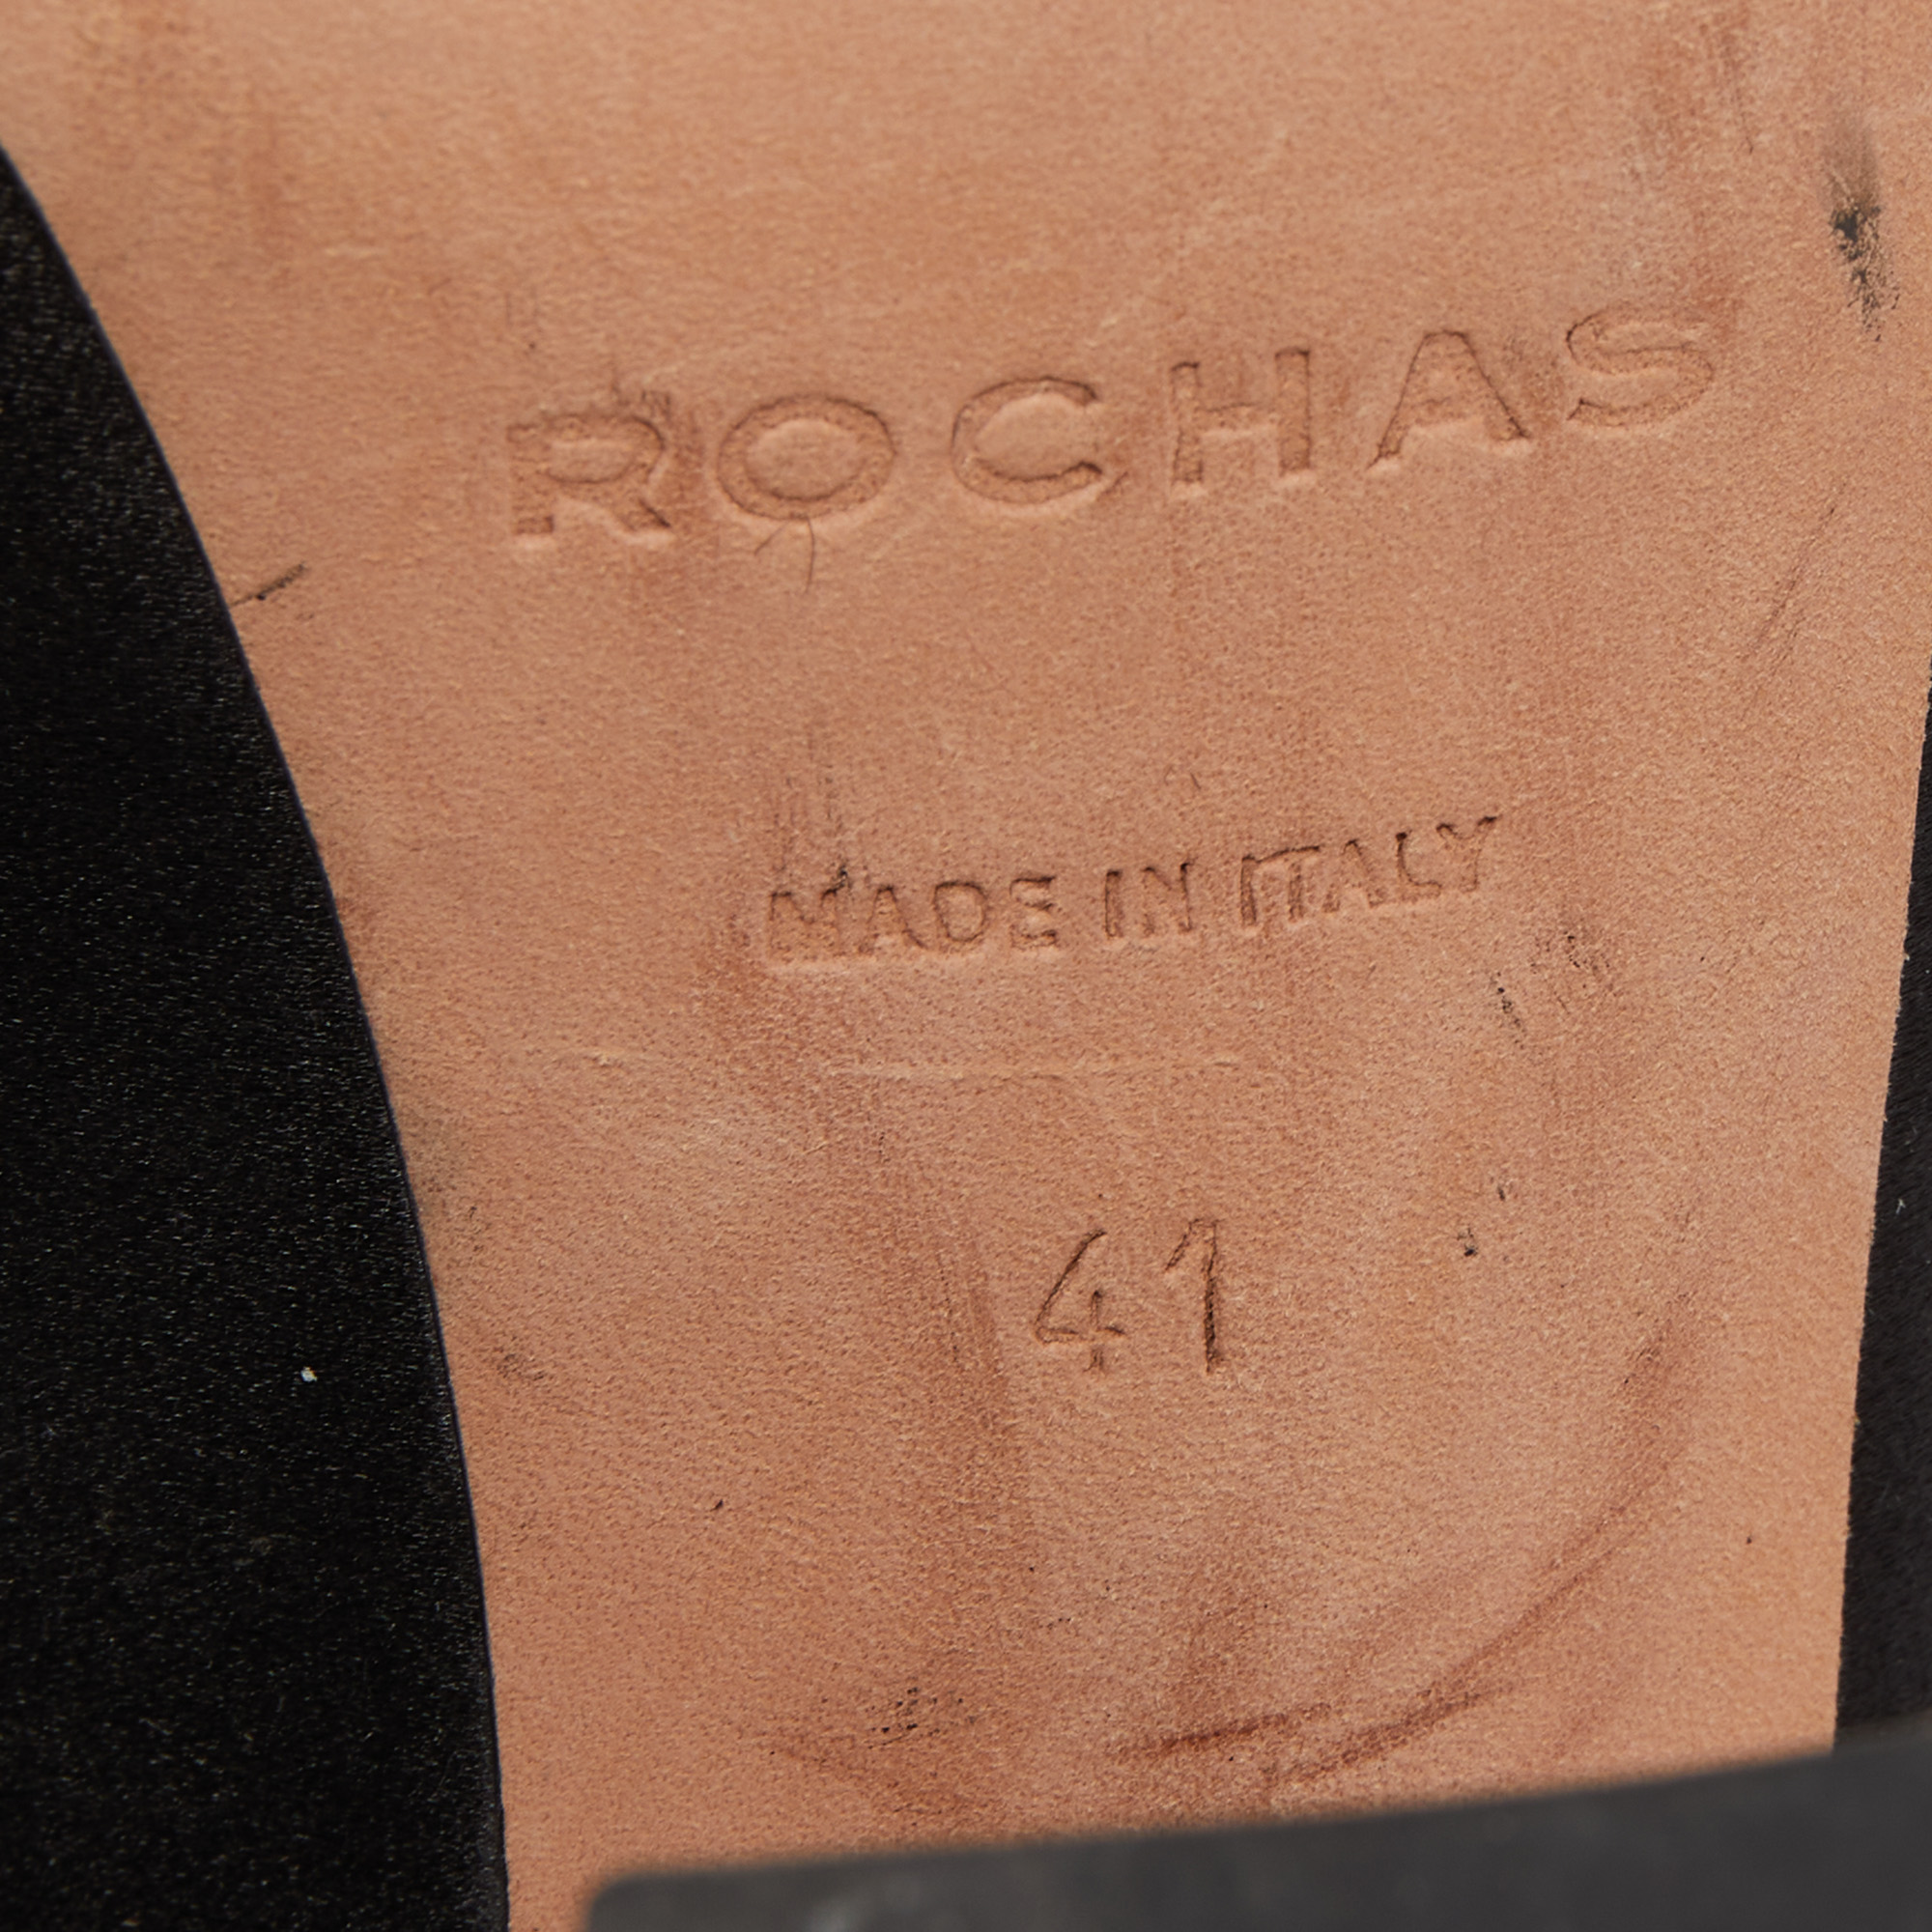 ROCHAS
MADE IN ITALY
41